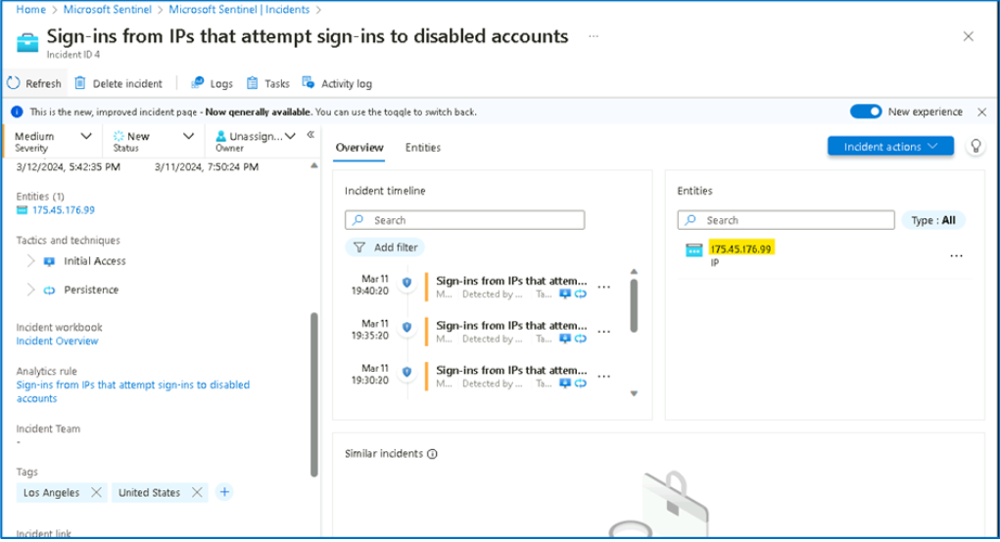 Home > Microsoft Sentinel > Microsoft Sentinel | Incidents >
Sign-ins from IPs that attempt sign-ins to disabled accounts ...
Incident ID 4
Refresh Delete incident Logs Tasks Activity log
This is the new, improved incident page - Now generally available. You can use the toggle to switch back. New experience
Medium New Unassign...
Severity Status Owner
3/12/2024, 5:42:35 PM 3/11/2024, 7:50:24 PM
Entities (1)
175.45.176.99
Tactics and techniques
Initial Access
Persistence
Incident workbook
Incident Overview
Analytics rule
Sign-ins from IPs that attempt sign-ins to disabled
accounts
Incident Team
-
Tags
Los Angeles United States +
Incident link
Overview Entities
Incident actions
Incident timeline
Search
Add filter
Mar 11
19:40:20
Sign-ins from IPs that attem... ...
M... Detected by ... Ta...
Mar 11
19:35:20
Sign-ins from IPs that attem... ...
M... Detected by ... Ta...
Mar 11
19:30:20
Sign-ins from IPs that attem... ...
M... Detected by ... Ta...
Entities
Search Type : All
175.45.176.99
IP ...
Similar incidents